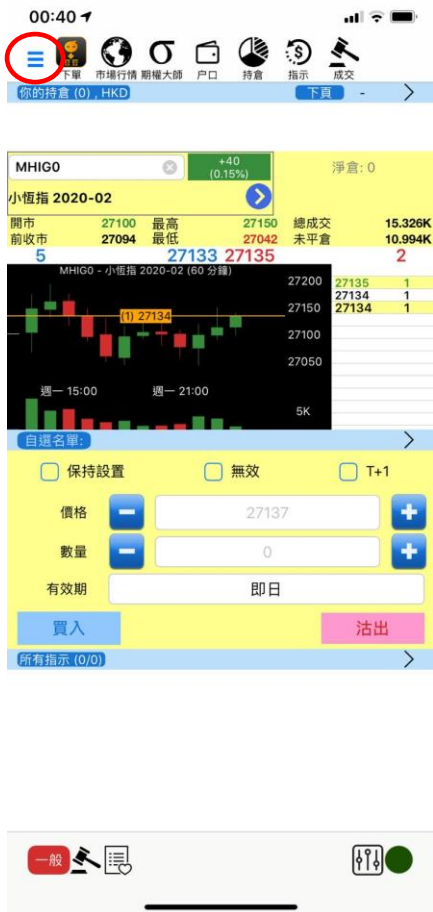 00:40
下單 市場行情 期權大師 户口 持倉 指示 成交
你的持倉 (0) , HKD 下頁 -
MHIG0 +40 (0.15%) 淨倉: 0
小恆指 2020-02
開市 27100 最高 27150 總成交 15.326K
前收市 27094 最低 27042 未平倉 10.994K
5 27133 27135 2
MHIG0 - 小恆指 2020-02 (60 分鐘)
27200 27135 1
27134 1
(1) 27134 27150 27134 1
27100
27050
週一 15:00 週一 21:00
5K
自選名單:
保持設置 無效 T+1
價格 27137
數量 0
有效期 即日
買入 沽出
所有指示 (0/0)
一般